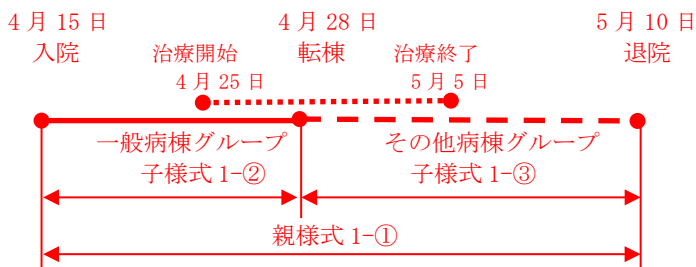 4 月 15 日
入院
4 月 28 日
転棟
5 月 10 日
退院
治療開始
4 月 25 日
治療終了
5 月 5 日
一般病棟グループ
子様式 1-②
その他病棟グループ
子様式 1-③
親様式 1-①